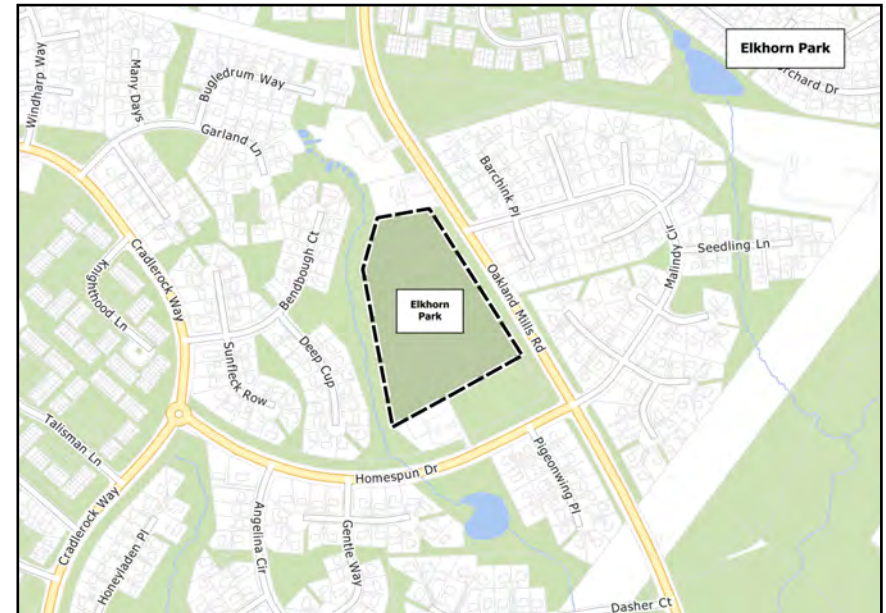 Windharp Way
Many Days
Bugledrum Way
Garland Ln
Elkhorn Park
Barchink Pl
Malindy Cir
Seedling Ln
Cradlerock Way
Knighthood Ln
Bendbough Ct
Elkhorn
Park
Oakland Mills Rd
Deep Cup
Sunfleck Row
Talisman Ln
Homespun Dr
Pigeonwing Pl
Cradlerock Way
Honeyladen Pl
Angelina Cir
Gentle Way
Dasher Ct